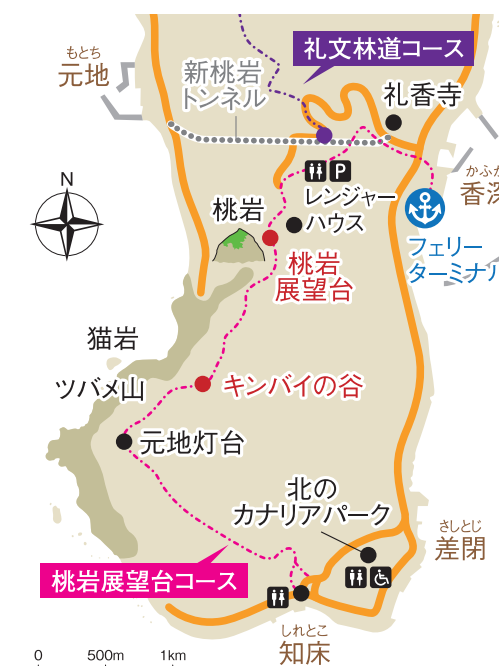 礼文林道コース
もとち
元地
新桃岩
トンネル
礼香寺
かふか
香深
N
P
レンジャー
ハウス
桃岩
フェリー
ターミナル
桃岩
展望台
猫岩
ツバメ山
キンバイの谷
元地灯台
北の
カナリアパーク
さしとじ
差閉
桃岩展望台コース
しれとこ
知床
0 500m 1km